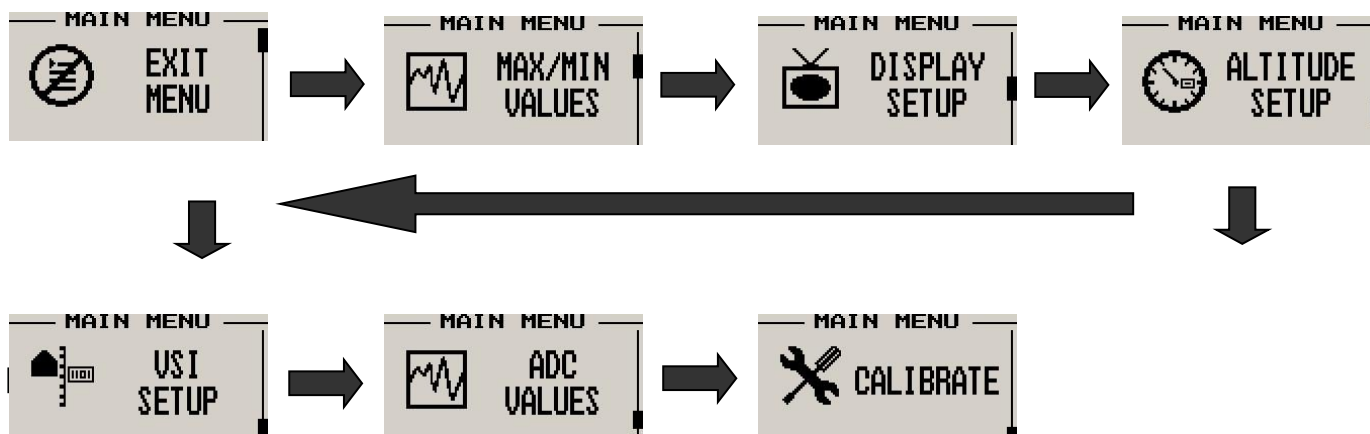 MAIN MENU
EXIT
MENU
MAIN MENU
MAX/MIN
VALUES
MAIN MENU
DISPLAY
SETUP
MAIN MENU
ALTITUDE
SETUP
MAIN MENU
VSI
SETUP
MAIN MENU
ADC
VALUES
MAIN MENU
CALIBRATE